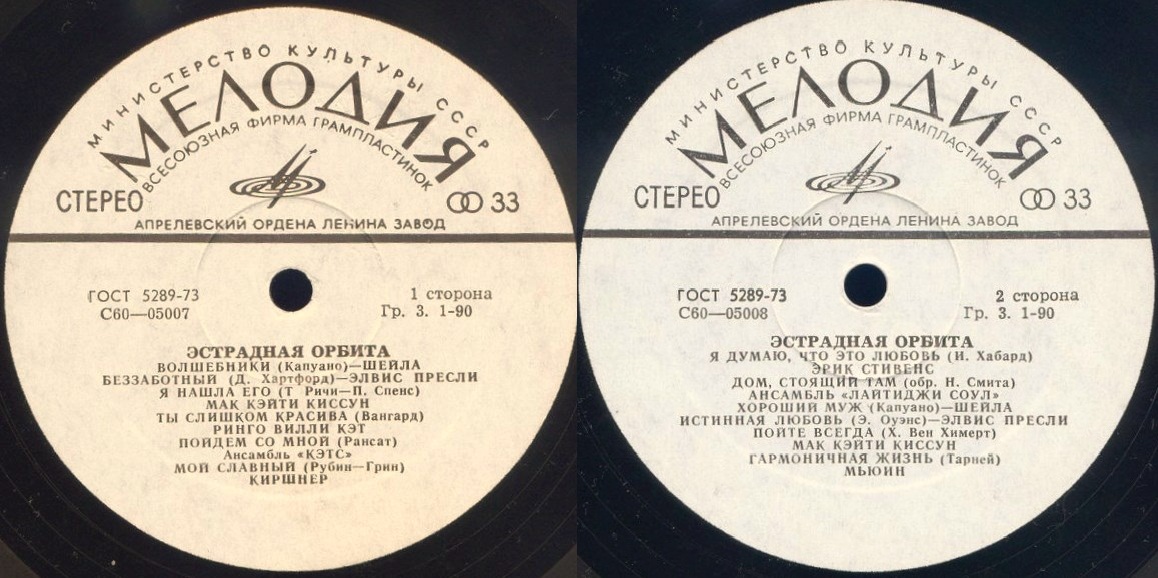 МИНИСТЕРСТВО КУЛЬТУРЫ СССР
МЕЛОДИЯ
ВСЕСОЮЗНАЯ ФИРМА ГРАМПЛАСТИНОК
СТЕРЕО
33
АПРЕЛЕВСКИЙ ОРДЕНА ЛЕНИНА ЗАВОД
ГОСТ 5289-73
1 сторона
С60—05007
Гр. 3. 1-90
ЭСТРАДНАЯ ОРБИТА
ВОЛШЕБНИКИ (Капуано)—ШЕЙЛА
БЕЗЗАБОТНЫЙ (Д. Хартфорд)—ЭЛВИС ПРЕСЛИ
Я НАШЛА ЕГО (Т Ричи—П. Спенс)
МАК КЭЙТИ КИССУН
ТЫ СЛИШКОМ КРАСИВА (Вангард)
РИНГО ВИЛЛИ КЭТ
ПОЙДЕМ СО МНОЙ (Рансат)
Ансамбль «КЭТС»
МОЙ СЛАВНЫЙ (Рубин—Грин)
КИРШНЕР
МИНИСТЕРСТВО КУЛЬТУРЫ СССР
МЕЛОДИЯ
ВСЕСОЮЗНАЯ ФИРМА ГРАМПЛАСТИНОК
СТЕРЕО
33
АПРЕЛЕВСКИЙ ОРДЕНА ЛЕНИНА ЗАВОД
ГОСТ 5289-73
2 сторона
С60—05008
Гр. 3. 1-90
ЭСТРАДНАЯ ОРБИТА
Я ДУМАЮ, ЧТО ЭТО ЛЮБОВЬ (И. Хабард)
ЭРИК СТИВЕНС
ДОМ, СТОЯЩИЙ ТАМ (обр. Н. Смита)
АНСАМБЛЬ «ЛАЙТИДЖИ СОУЛ»
ХОРОШИЙ МУЖ (Капуано)—ШЕЙЛА
ИСТИННАЯ ЛЮБОВЬ (Э. Оуэнс)—ЭЛВИС ПРЕСЛИ
ПОЙТЕ ВСЕГДА (Х. Вен Химерт)
МАК КЭЙТИ КИССУН
ГАРМОНИЧНАЯ ЖИЗНЬ (Тарней)
МЬЮИН